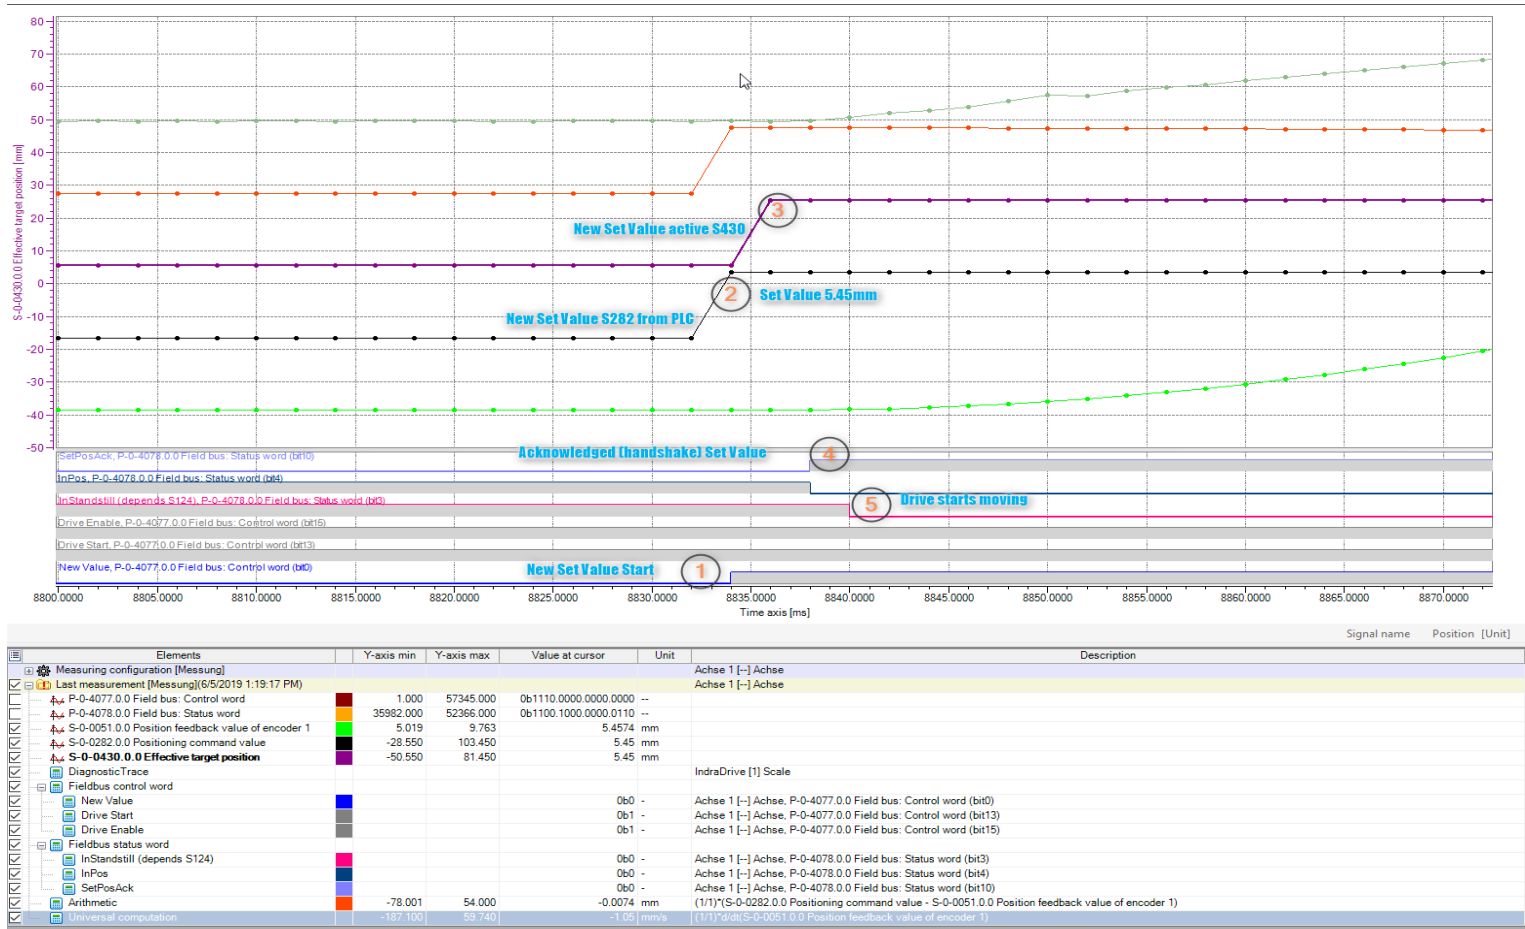 80
70
60
50
40
30
20
10
0
-10
-20
-30
-40
-50
S-0-0430.0.0 Effective target position [mm]
3
New Set Value active S430
2 Set Value 5.45mm
New Set Value S282 from PLC
SetPosAck, P-0-4078.0.0 Field bus: Status word (bit10)
Acknowledged (handshake) Set Value 4
InPos, P-0-4078.0.0 Field bus: Status word (bit4)
InStandstill (depends S124), P-0-4078.0.0 Field bus: Status word (bit3)
5 Drive starts moving
Drive Enable, P-0-4077.0.0 Field bus: Control word (bit15)
Drive Start, P-0-4077.0.0 Field bus: Control word (bit13)
New Value, P-0-4077.0.0 Field bus: Control word (bit0)
New Set Value Start 1
8800.0000 8805.0000 8810.0000 8815.0000 8820.0000 8825.0000 8830.0000 8835.0000 8840.0000 8845.0000 8850.0000 8855.0000 8860.0000 8865.0000 8870.0000
Time axis [ms]
Signal name Position [Unit]
Elements Y-axis min Y-axis max Value at cursor Unit Description
Measuring configuration [Messung] Achse 1 [--] Achse
Last measurement [Messung](6/5/2019 1:19:17 PM) Achse 1 [--] Achse
P-0-4077.0.0 Field bus: Control word 1.000 57345.000 0b1110.0000.0000.0000 --
P-0-4078.0.0 Field bus: Status word 35982.000 52366.000 0b1100.1000.0000.0110 --
S-0-0051.0.0 Position feedback value of encoder 1 5.019 9.763 5.4574 mm
S-0-0282.0.0 Positioning command value -28.550 103.450 5.45 mm
S-0-0430.0.0 Effective target position -50.550 81.450 5.45 mm
DiagnosticTrace IndraDrive [1] Scale
Fieldbus control word
New Value 0b0 - Achse 1 [--] Achse, P-0-4077.0.0 Field bus: Control word (bit0)
Drive Start 0b1 - Achse 1 [--] Achse, P-0-4077.0.0 Field bus: Control word (bit13)
Drive Enable 0b1 - Achse 1 [--] Achse, P-0-4077.0.0 Field bus: Control word (bit15)
Fieldbus status word
InStandstill (depends S124) 0b0 - Achse 1 [--] Achse, P-0-4078.0.0 Field bus: Status word (bit3)
InPos 0b0 - Achse 1 [--] Achse, P-0-4078.0.0 Field bus: Status word (bit4)
SetPosAck 0b0 - Achse 1 [--] Achse, P-0-4078.0.0 Field bus: Status word (bit10)
Arithmetic -78.001 54.000 -0.0074 mm (1/1)*(S-0-0282.0.0 Positioning command value - S-0-0051.0.0 Position feedback value of encoder 1)
Universal computation -187.100 59.740 -1.05 mm/s (1/1)*d/dt(S-0-0051.0.0 Position feedback value of encoder 1)